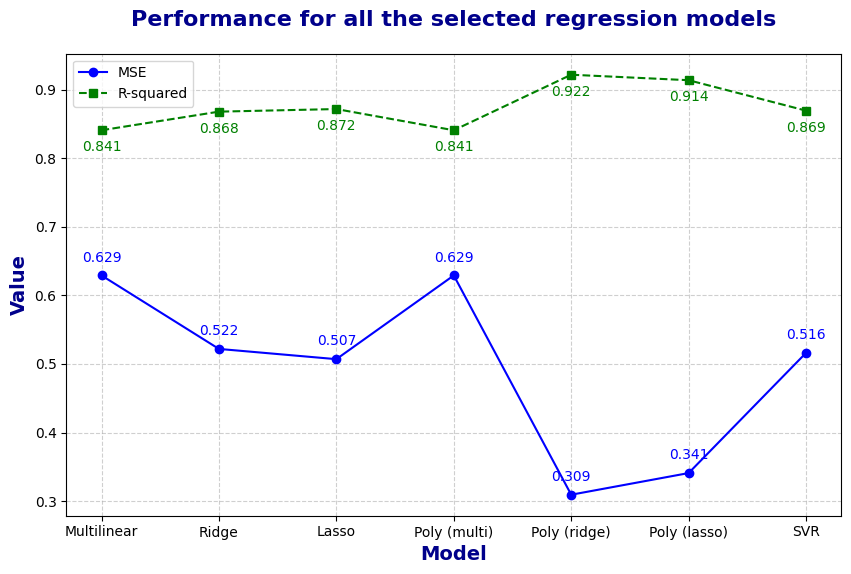 Performance for all the selected regression models
MSE
R-squared
0.9
0.8
0.7
0.6
0.5
0.4
0.3
Value
0.841
0.868
0.872
0.841
0.922
0.914
0.869
0.629
0.522
0.507
0.629
0.309
0.341
0.516
Multilinear
Ridge
Lasso
Poly (multi)
Poly (ridge)
Poly (lasso)
SVR
Model